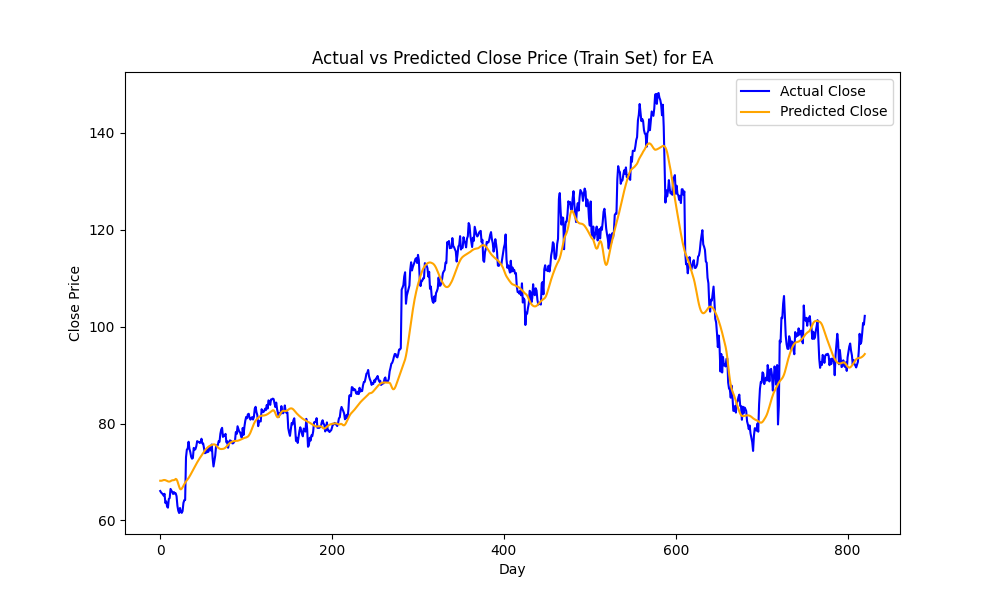 Actual vs Predicted Close Price (Train Set) for EA
Actual Close
Predicted Close
Close Price
140
120
100
80
60
0
200
400
600
800
Day